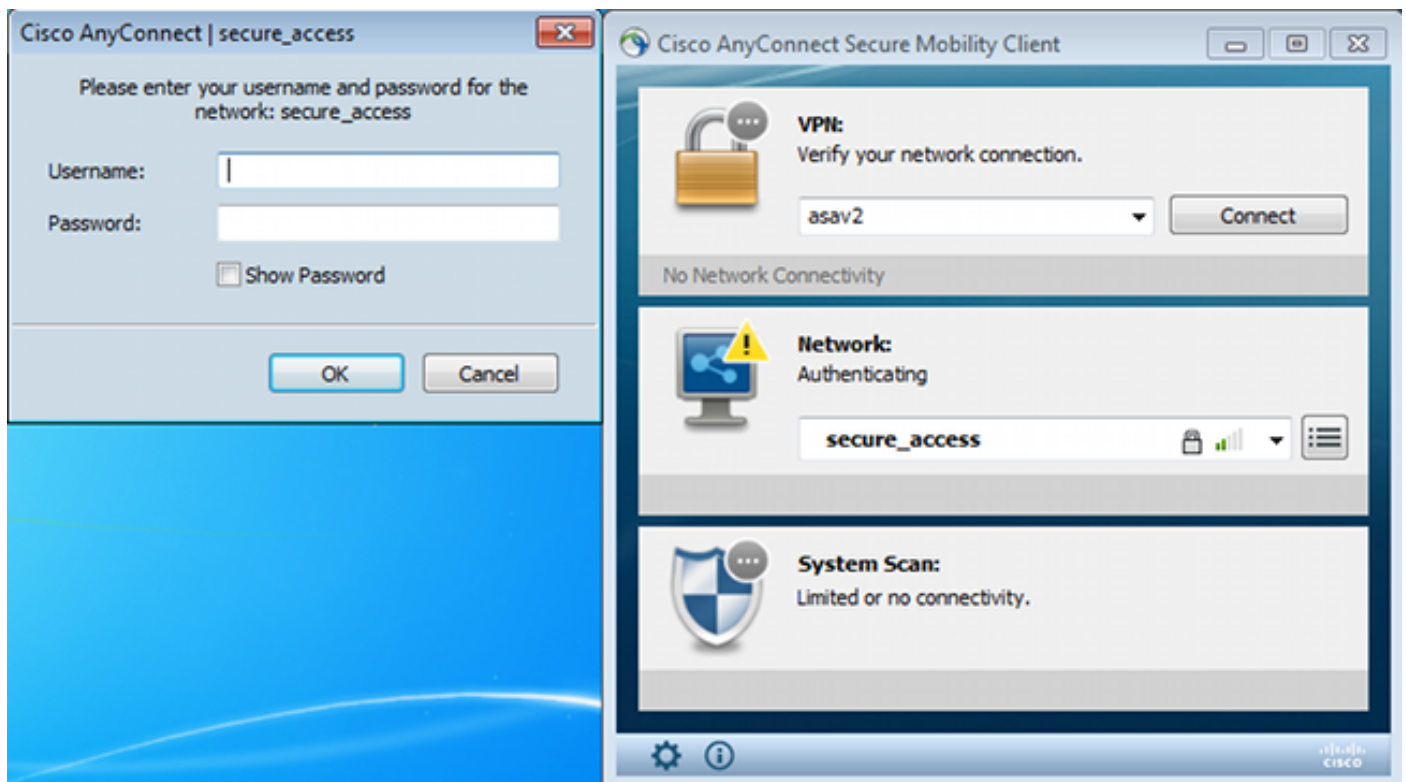 Cisco AnyConnect | secure_access
Please enter your username and password for the
network: secure_access
Username:
Password:
Show Password
OK
Cancel
Cisco AnyConnect Secure Mobility Client
VPN:
Verify your network connection.
asav2
Connect
No Network Connectivity
Network:
Authenticating
secure_access
System Scan:
Limited or no connectivity.
CISCO